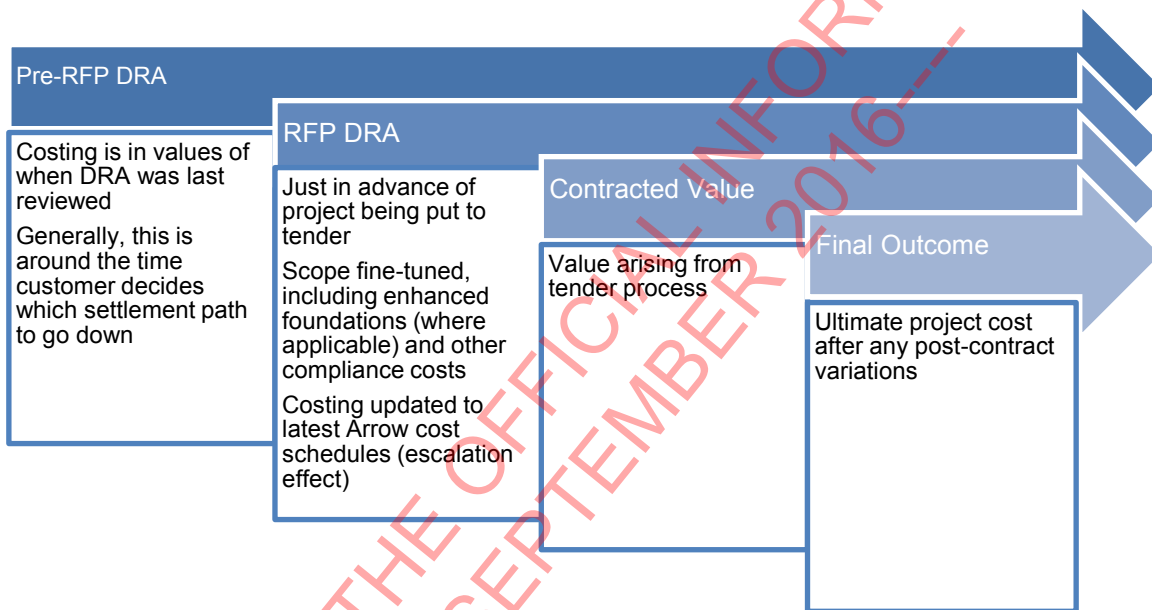 Pre-RFP DRA
Costing is in values of
when DRA was last
reviewed
Generally, this is
around the time
customer decides
which settlement path
to go down
RFP DRA
Just in advance of
project being put to
tender
Scope fine-tuned,
including enhanced
foundations (where
applicable) and other
compliance costs
Costing updated to
latest Arrow cost
schedules (escalation
effect)
Contracted Value
Value arising from
tender process
Final Outcome
Ultimate project cost
after any post-contract
variations
THE OFFICIAL
SEPTEMBER 2016----